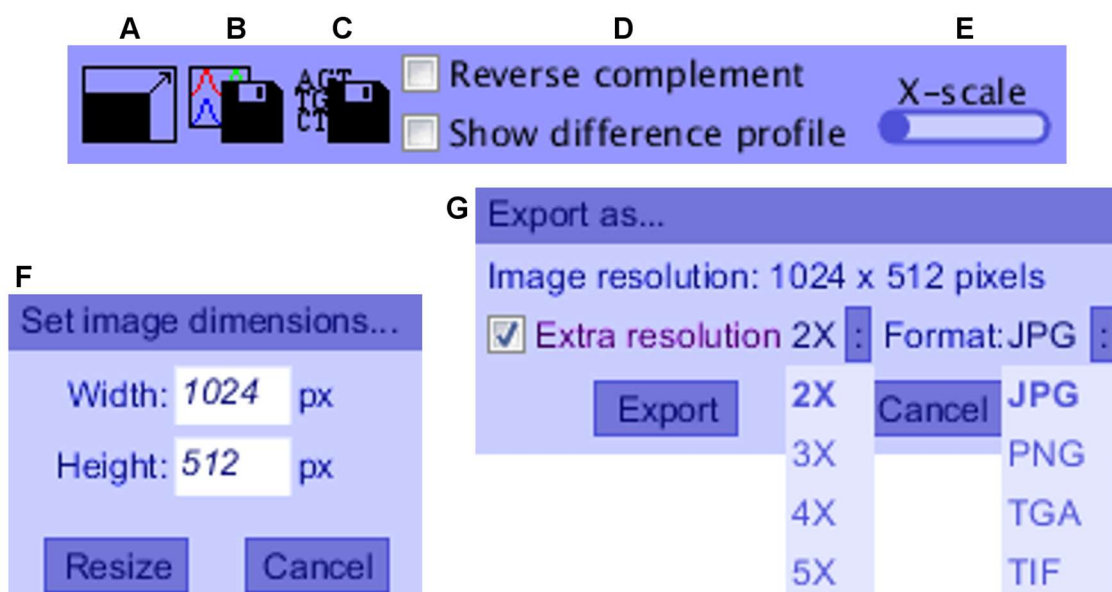 A B C D E
ACT
TG
CT
Reverse complement
Show difference profile
X-scale
G
Export as...
Image resolution: 1024 x 512 pixels
Extra resolution 2X : Format: JPG :
Export 2X Cancel JPG
3X PNG
4X TGA
5X TIF
F
Set image dimensions...
Width: 1024 px
Height: 512 px
Resize Cancel